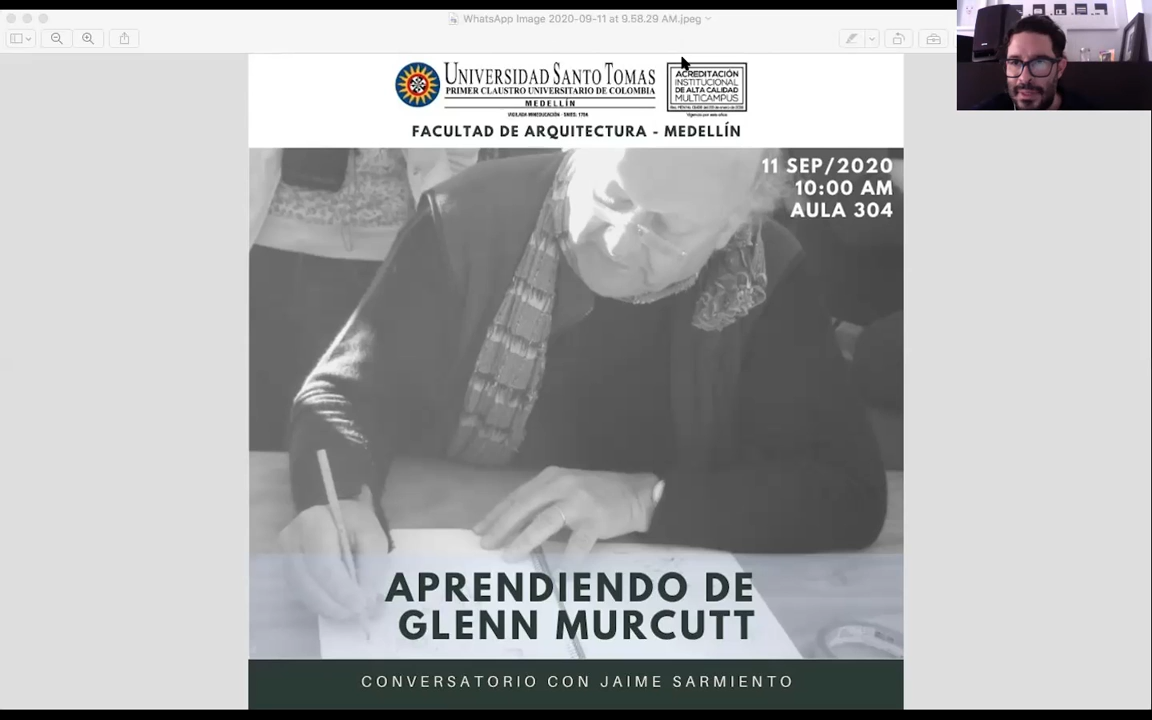 WhatsApp Image 2020-09-11 at 9.58.29 AM.jpeg
UNIVERSIDAD SANTO TOMAS
PRIMER CLAUSTRO UNIVERSITARIO DE COLOMBIA
MEDELLÍN
ACREDITACIÓN
INSTITUCIONAL
DE ALTA CALIDAD
MULTICAMPUS
FACULTAD DE ARQUITECTURA - MEDELLÍN
11 SEP/2020
10:00 AM
AULA 304
APRENDIENDO DE
GLENN MURCUTT
CONVERSATORIO CON JAIME SARMIENTO